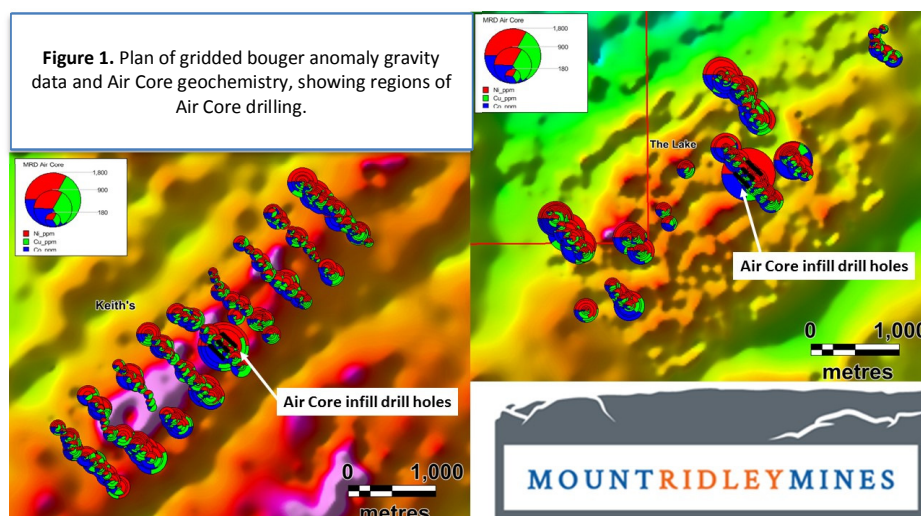 Figure 1. Plan of gridded bouger anomaly gravity
data and Air Core geochemistry, showing regions of
Air Core drilling.
MRD Air Core
1,800
900
180
Ni_ppm
Cu_ppm
Co_ppm
Keith's
Air Core infill drill holes
0 1,000
metres
MRD Air Core
1,800
900
180
Ni_ppm
Cu_ppm
Co_ppm
The Lake
Air Core infill drill holes
0 1,000
metres
MOUNTRIDLEYMINES